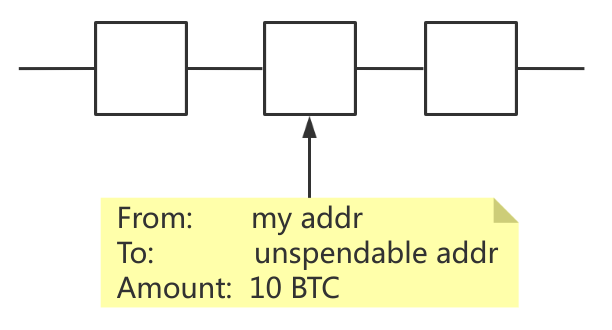 From: my addr
To: unspendable addr
Amount: 10 BTC